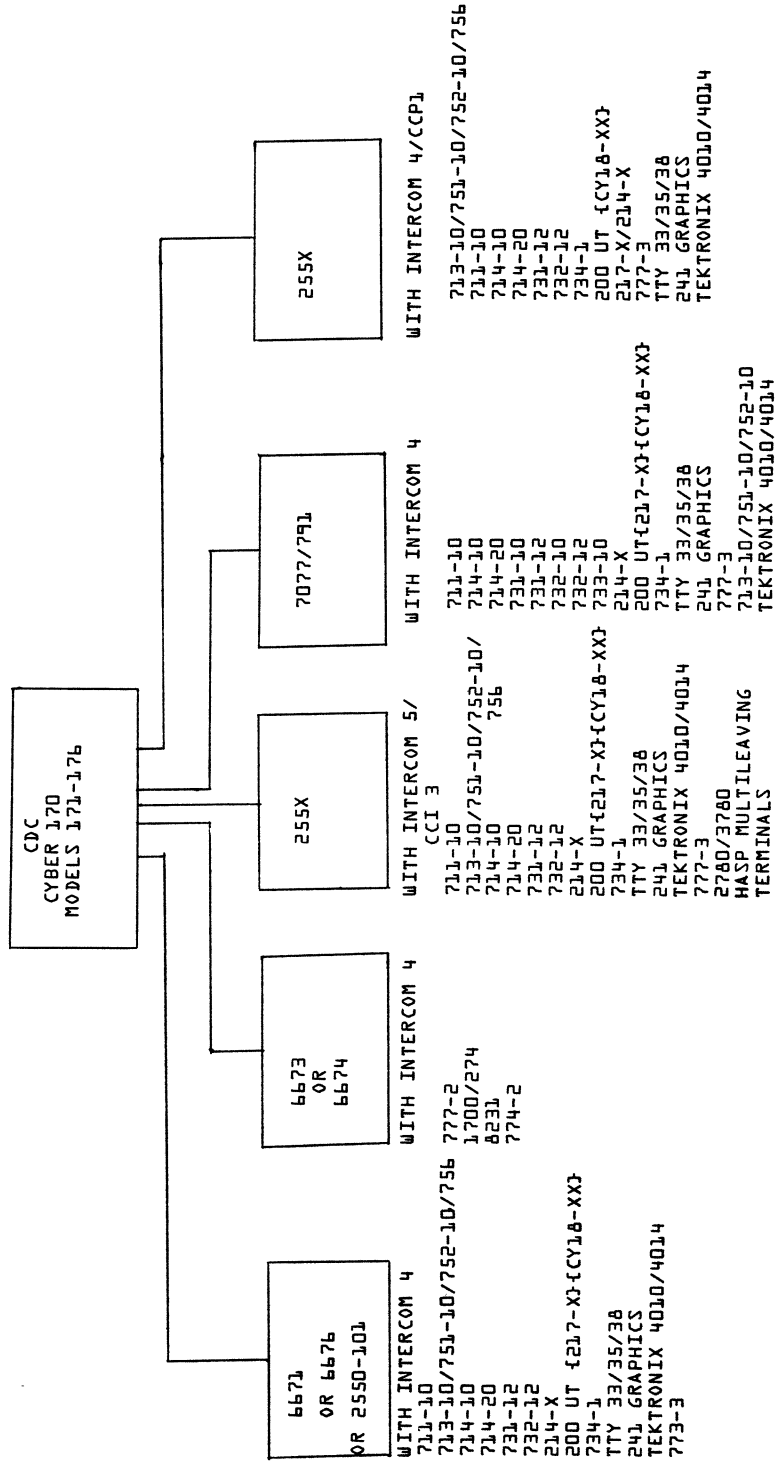 CDC
CYBER 170
MODELS 171-176
6671
OR 6676
OR 2550-101
WITH INTERCOM 4
711-10
713-10/751-10/752-10/756
714-10
714-20
731-12
732-12
214-X
200 UT {217-X}{CY18-XX}
734-1
TTY 33/35/38
241 GRAPHICS
TEKTRONIX 4010/4014
773-3
6673
OR
6674
WITH INTERCOM 4
777-2
1700/274
8231
774-2
255X
WITH INTERCOM 5/
CCI 3
711-10
713-10/751-10/752-10/
756
714-10
714-20
731-12
732-12
214-X
200 UT{217-X}{CY18-XX}
734-1
TTY 33/35/38
241 GRAPHICS
TEKTRONIX 4010/4014
777-3
2780/3780
HASP MULTILEAVING
TERMINALS
7077/791
WITH INTERCOM 4
711-10
714-10
714-20
731-10
731-12
732-10
732-12
733-10
214-X
200 UT{217-X}{CY18-XX}
734-1
TTY 33/35/38
241 GRAPHICS
777-3
713-10/751-10/752-10
TEKTRONIX 4010/4014
255X
WITH INTERCOM 4/CCP1
713-10/751-10/752-10/756
711-10
714-10
714-20
731-12
732-12
734-1
200 UT {CY18-XX}
217-X/214-X
777-3
TTY 33/35/38
241 GRAPHICS
TEKTRONIX 4010/4014